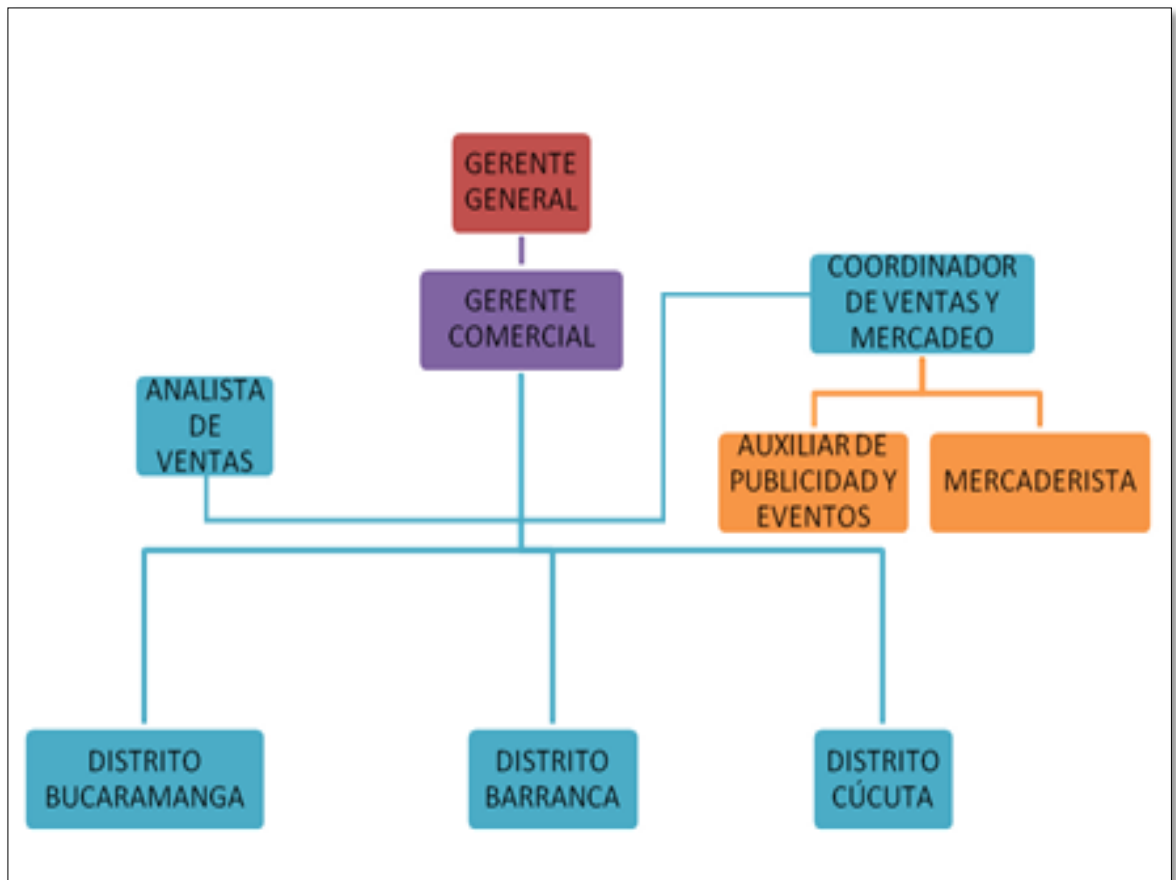 GERENTE
GENERAL
GERENTE
COMERCIAL
COORDINADOR
DE VENTAS Y
MERCADEO
ANALISTA
DE
VENTAS
AUXILIAR DE
PUBLICIDAD Y
EVENTOS
MERCADERISTA
DISTRITO
BUCARAMANGA
DISTRITO
BARRANCA
DISTRITO
CÚCUTA